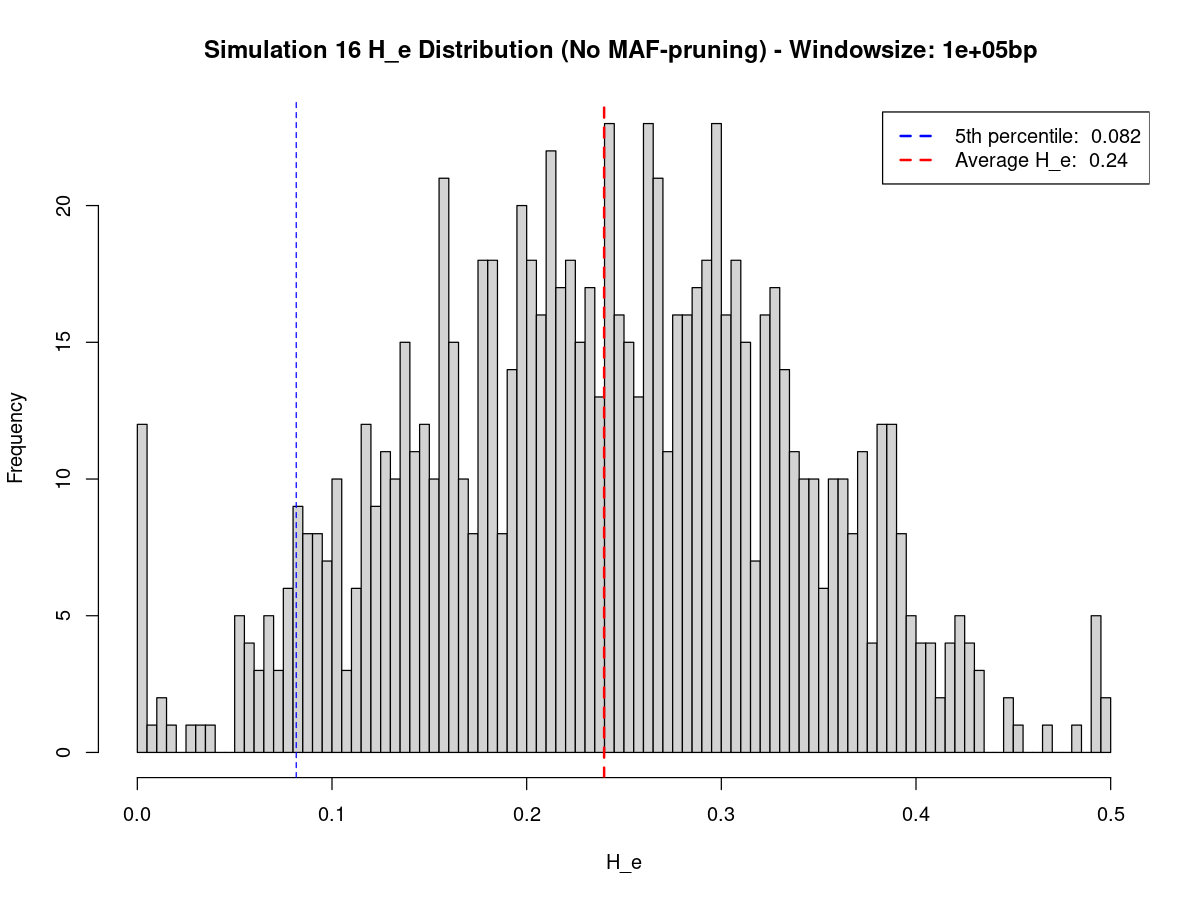 Simulation 16 H_e Distribution (No MAF-pruning) - Windowsize: 1e+05bp
5th percentile: 0.082
Average H_e: 0.24
Frequency
20
15
10
5
0
0.0 0.1 0.2 0.3 0.4 0.5
H_e